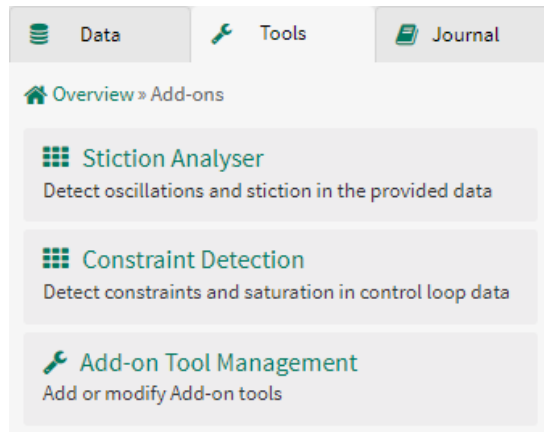 Data Tools Journal
Overview » Add-ons
Stiction Analyser
Detect oscillations and stiction in the provided data
Constraint Detection
Detect constraints and saturation in control loop data
Add-on Tool Management
Add or modify Add-on tools